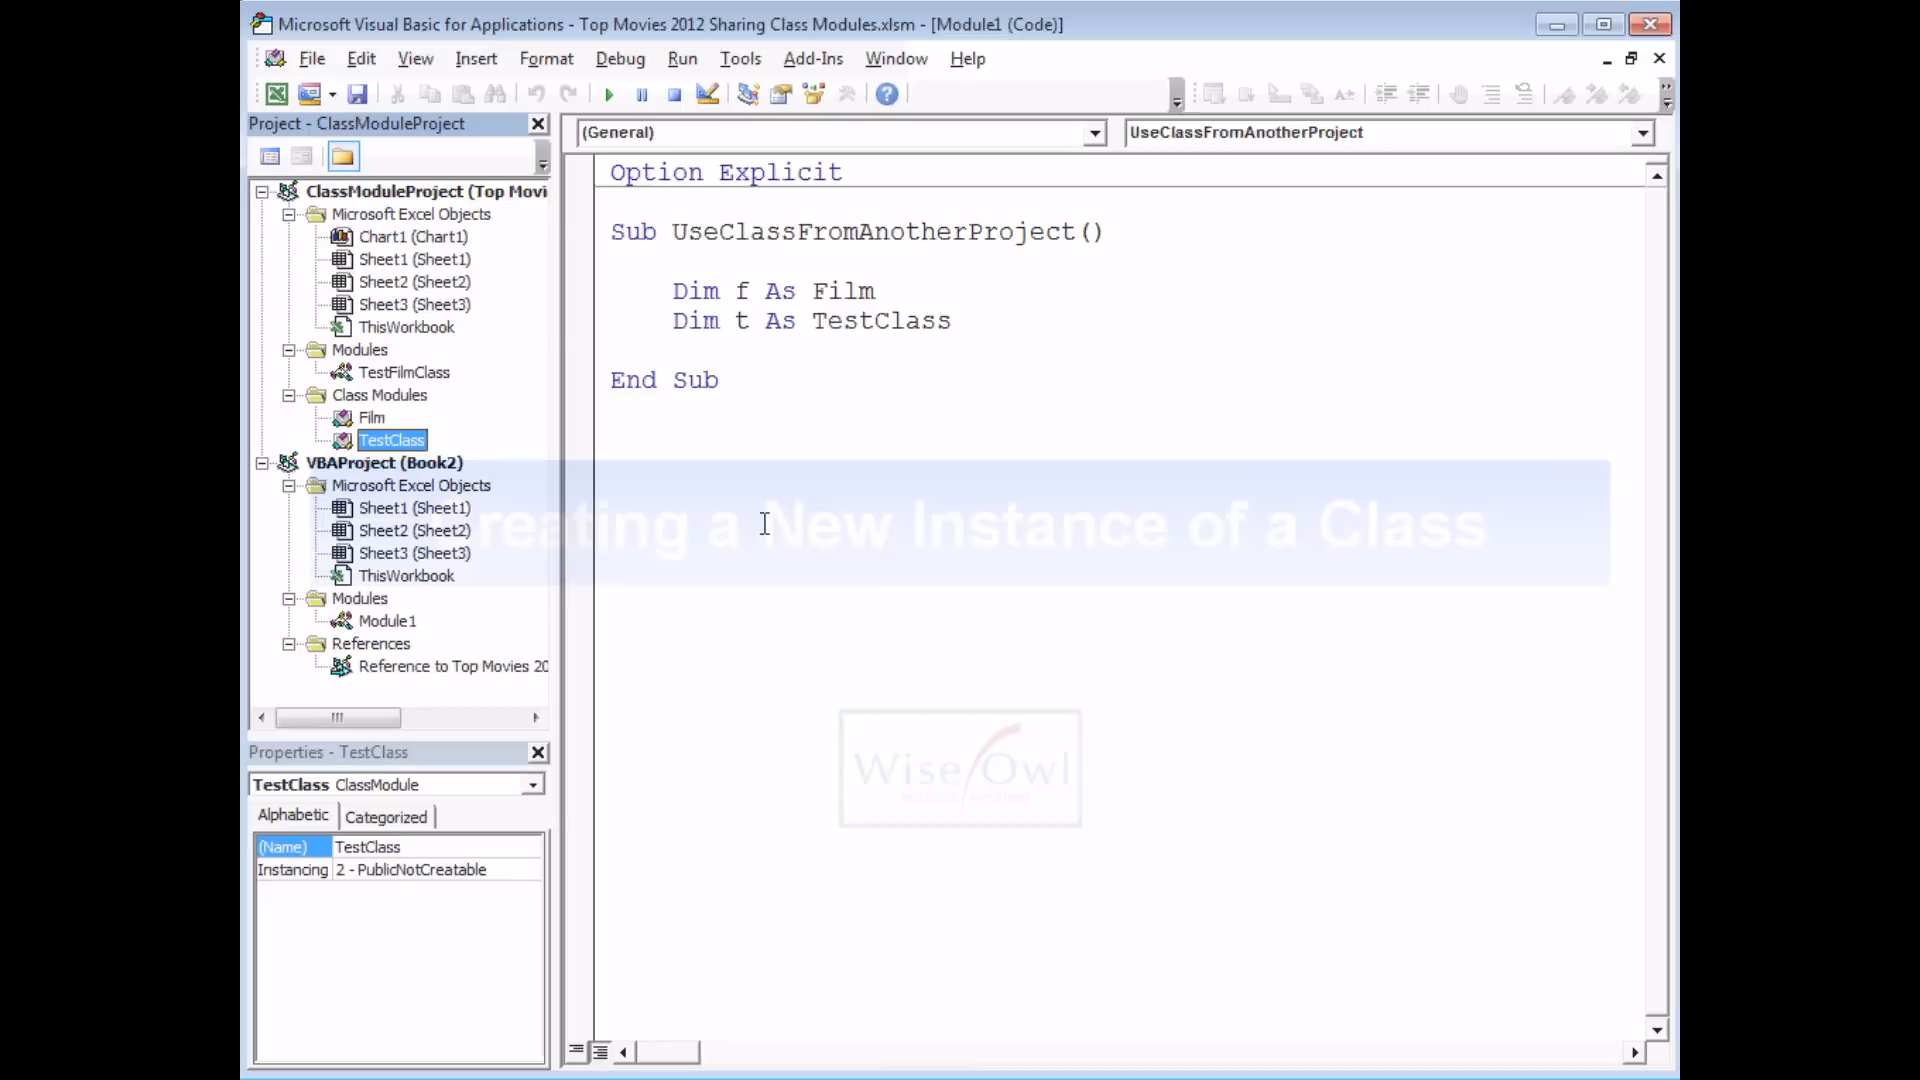 Microsoft Visual Basic for Applications - Top Movies 2012 Sharing Class Modules.xlsm - [Module1 (Code)]
File Edit View Insert Format Debug Run Tools Add-Ins Window Help
Project - ClassModuleProject
(General)
UseClassFromAnotherProject
ClassModuleProject (Top Movi
Microsoft Excel Objects
Chart1 (Chart1)
Sheet1 (Sheet1)
Sheet2 (Sheet2)
Sheet3 (Sheet3)
ThisWorkbook
Modules
TestFilmClass
Class Modules
Film
TestClass
VBAProject (Book2)
Microsoft Excel Objects
Sheet1 (Sheet1)
Sheet2 (Sheet2)
Sheet3 (Sheet3)
ThisWorkbook
Modules
Module1
References
Reference to Top Movies 20
Properties - TestClass
TestClass ClassModule
Alphabetic Categorized
(Name) TestClass
Instancing 2 - PublicNotCreatable
Option Explicit
Sub UseClassFromAnotherProject()
Dim f As Film
Dim t As TestClass
End Sub
Creating a New Instance of a Class
Wise Owl